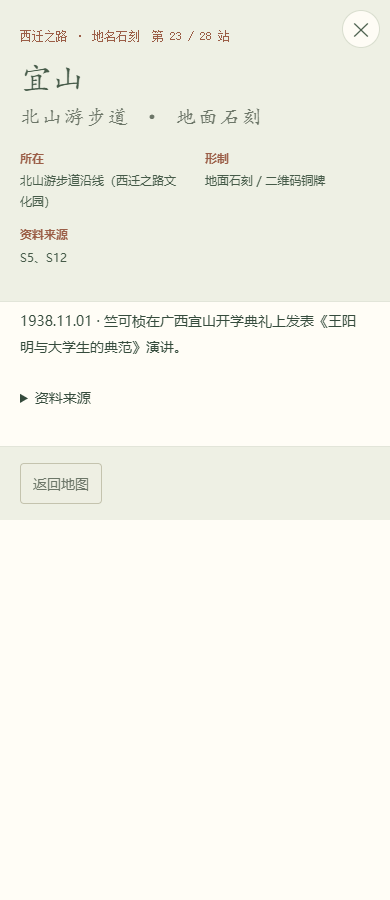 西迁之路 · 地名石刻 第 23 / 28 站
宜山
北山游步道 • 地面石刻
所在
北山游步道沿线（西迁之路文
化园）
形制
地面石刻 / 二维码铜牌
资料来源
S5、S12
1938.11.01 · 竺可桢在广西宜山开学典礼上发表《王阳
明与大学生的典范》演讲。
▶ 资料来源
返回地图